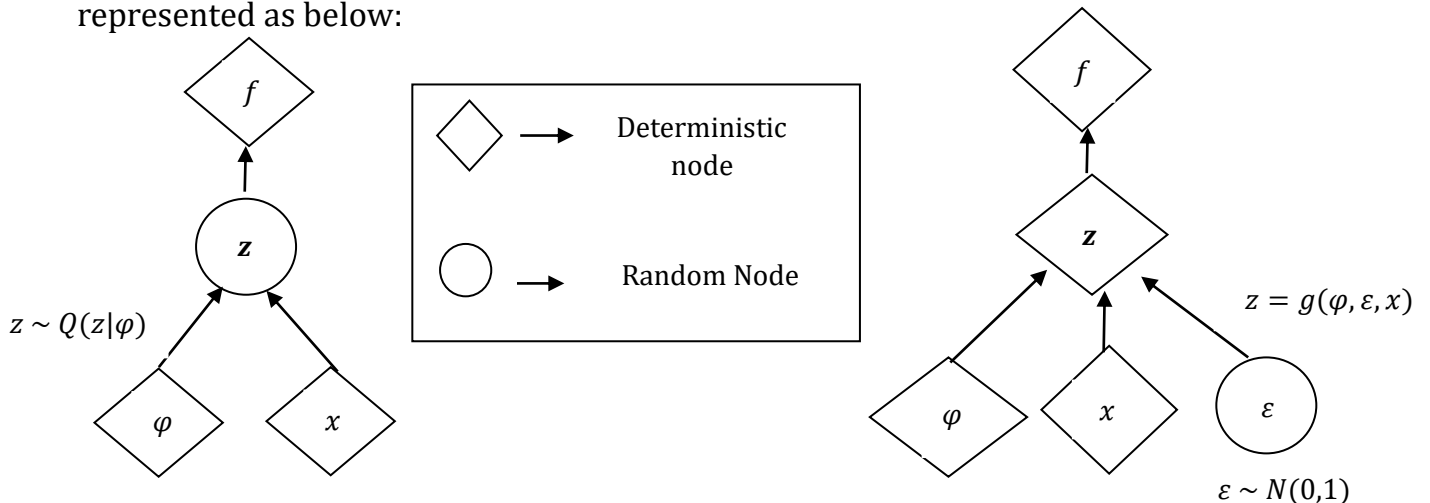 represented as below:
f
z
z ~ Q(z|φ)
φ
x
Deterministic
node
Random Node
f
z
z = g(φ, ε, x)
φ
x
ε
ε ~ N(0,1)